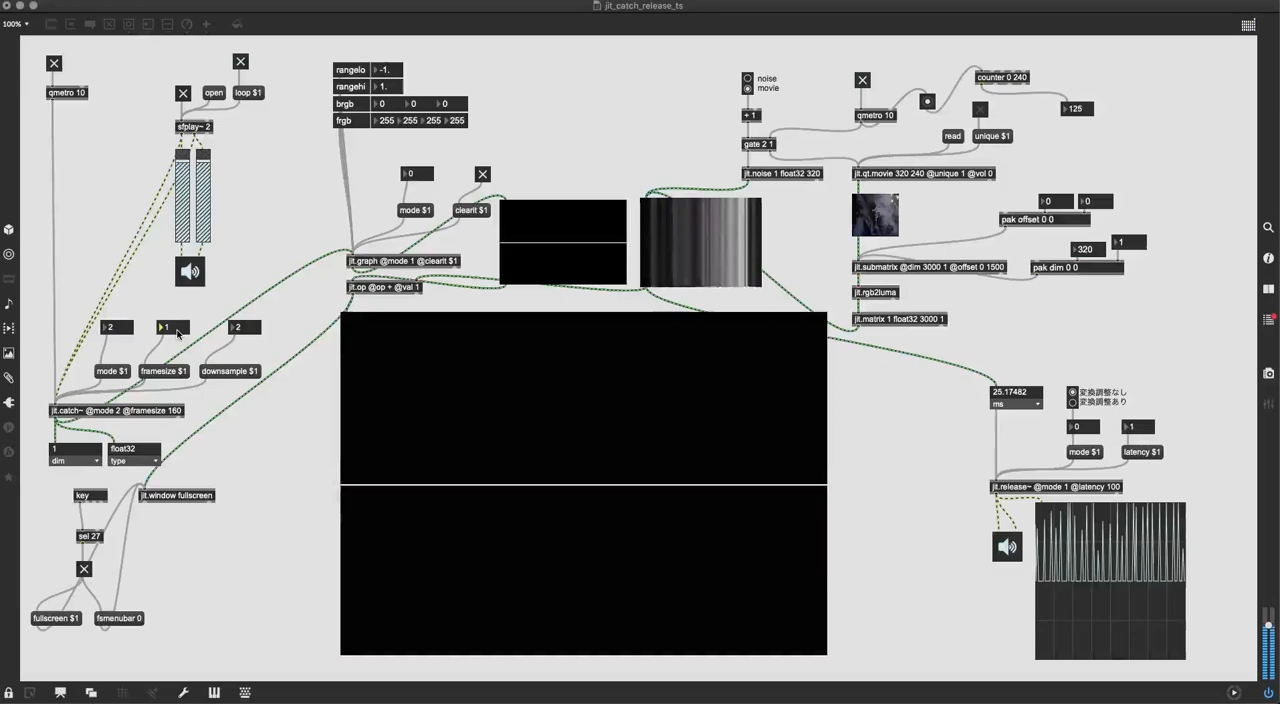 jit_catch_release_ts
100%
qmetro 10
open
loop $1
sfplay~ 2
rangelo
-1.
rangehi
1.
brgb
0
0
0
frgb
255
255
255
255
0
mode $1
clearit $1
jit.graph @mode 1 @clearit $1
jit.op @op + @val 1
noise
movie
+ 1
gate 2 1
jit.noise 1 float32 320
qmetro 10
counter 0 240
125
read
unique $1
jit.qt.movie 320 240 @unique 1 @vol 0
0
0
pak offset 0 0
320
1
pak dim 0 0
jit.submatrix @dim 3000 1 @offset 0 1500
jit.rgb2luma
jit.matrix 1 float32 3000 1
2
1
2
mode $1
framesize $1
downsample $1
jit.catch~ @mode 2 @framesize 160
1
dim
float32
type
key
jit.window fullscreen
sel 27
fullscreen $1
fsmenubar 0
25.17482
ms
変換調整なし
変換調整あり
0
1
mode $1
latency $1
jit.release~ @mode 1 @latency 100